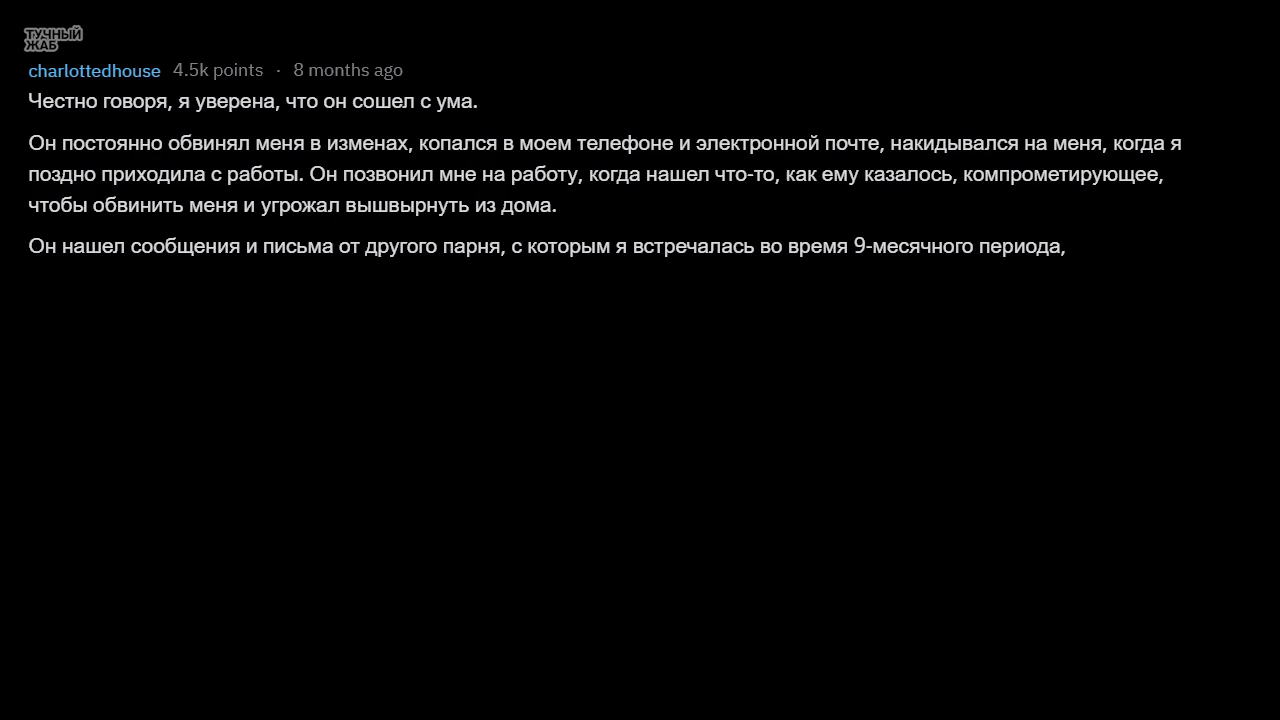 ТУЧНЫЙ
ЖАБ
charlottedhouse 4.5k points · 8 months ago
Честно говоря, я уверена, что он сошел с ума.
Он постоянно обвинял меня в изменах, копался в моем телефоне и электронной почте, накидывался на меня, когда я
поздно приходила с работы. Он позвонил мне на работу, когда нашел что-то, как ему казалось, компрометирующее,
чтобы обвинить меня и угрожал вышвырнуть из дома.
Он нашел сообщения и письма от другого парня, с которым я встречалась во время 9-месячного периода,